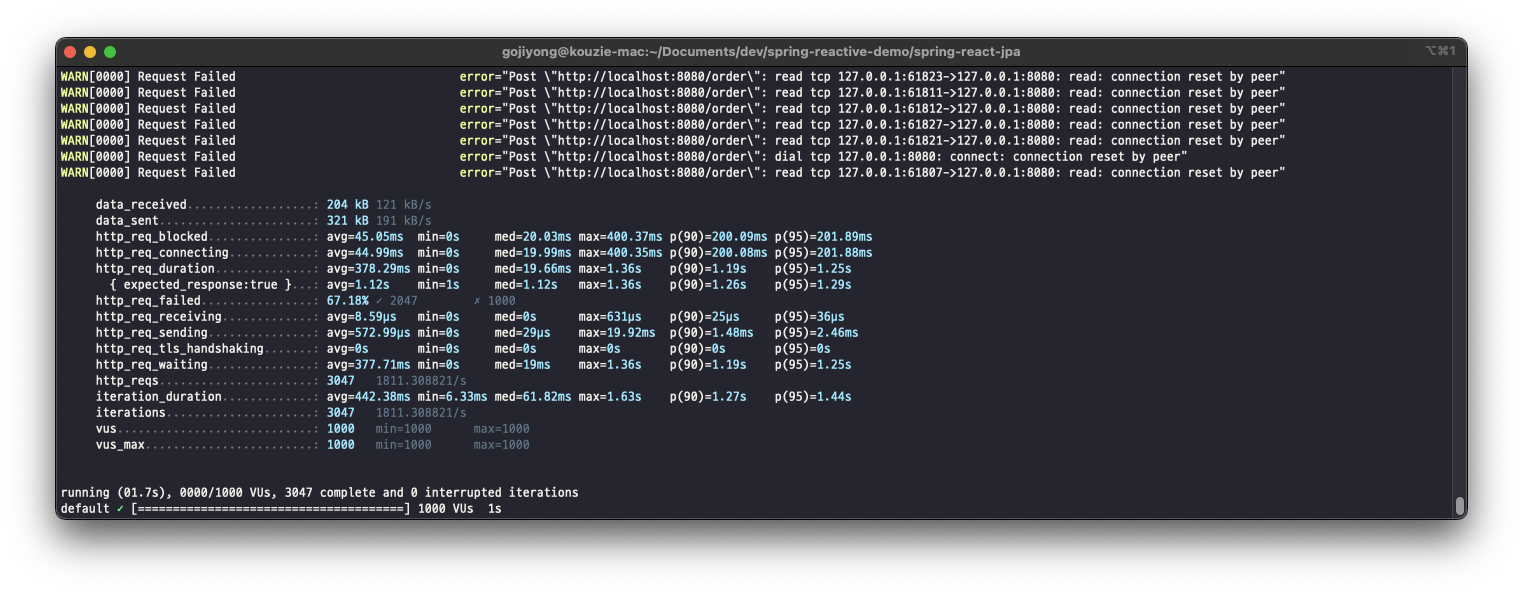 gojiyong@kouzie-mac:~/Documents/dev/spring-reactive-demo/spring-react-jpa
⌥⌘1
WARN[0000] Request Failed                                error="Post \"http://localhost:8080/order\": read tcp 127.0.0.1:61823->127.0.0.1:8080: read: connection reset by peer"
WARN[0000] Request Failed                                error="Post \"http://localhost:8080/order\": read tcp 127.0.0.1:61811->127.0.0.1:8080: read: connection reset by peer"
WARN[0000] Request Failed                                error="Post \"http://localhost:8080/order\": read tcp 127.0.0.1:61812->127.0.0.1:8080: read: connection reset by peer"
WARN[0000] Request Failed                                error="Post \"http://localhost:8080/order\": read tcp 127.0.0.1:61827->127.0.0.1:8080: read: connection reset by peer"
WARN[0000] Request Failed                                error="Post \"http://localhost:8080/order\": read tcp 127.0.0.1:61821->127.0.0.1:8080: read: connection reset by peer"
WARN[0000] Request Failed                                error="Post \"http://localhost:8080/order\": dial tcp 127.0.0.1:8080: connect: connection reset by peer"
WARN[0000] Request Failed                                error="Post \"http://localhost:8080/order\": read tcp 127.0.0.1:61807->127.0.0.1:8080: read: connection reset by peer"
data_received..................: 204 kB 121 kB/s
data_sent......................: 321 kB 191 kB/s
http_req_blocked...............: avg=45.05ms  min=0s     med=20.03ms max=400.37ms p(90)=200.09ms p(95)=201.89ms
http_req_connecting............: avg=44.99ms  min=0s     med=19.99ms max=400.35ms p(90)=200.08ms p(95)=201.88ms
http_req_duration..............: avg=378.29ms min=0s     med=19.66ms max=1.36s    p(90)=1.19s    p(95)=1.25s
{ expected_response:true }...: avg=1.12s    min=1s     med=1.12s   max=1.36s    p(90)=1.26s    p(95)=1.29s
http_req_failed................: 67.18% ✓ 2047        ✗ 1000
http_req_receiving.............: avg=8.59µs   min=0s     med=0s      max=631µs    p(90)=25µs     p(95)=36µs
http_req_sending...............: avg=572.99µs min=0s     med=29µs    max=19.92ms  p(90)=1.48ms   p(95)=2.46ms
http_req_tls_handshaking.......: avg=0s       min=0s     med=0s      max=0s       p(90)=0s       p(95)=0s
http_req_waiting...............: avg=377.71ms min=0s     med=19ms    max=1.36s    p(90)=1.19s    p(95)=1.25s
http_reqs......................: 3047   1811.308821/s
iteration_duration.............: avg=442.38ms min=6.33ms med=61.82ms max=1.63s    p(90)=1.27s    p(95)=1.44s
iterations.....................: 3047   1811.308821/s
vus............................: 1000   min=1000      max=1000
vus_max........................: 1000   min=1000      max=1000
running (01.7s), 0000/1000 VUs, 3047 complete and 0 interrupted iterations
default ✓ [======================================] 1000 VUs  1s